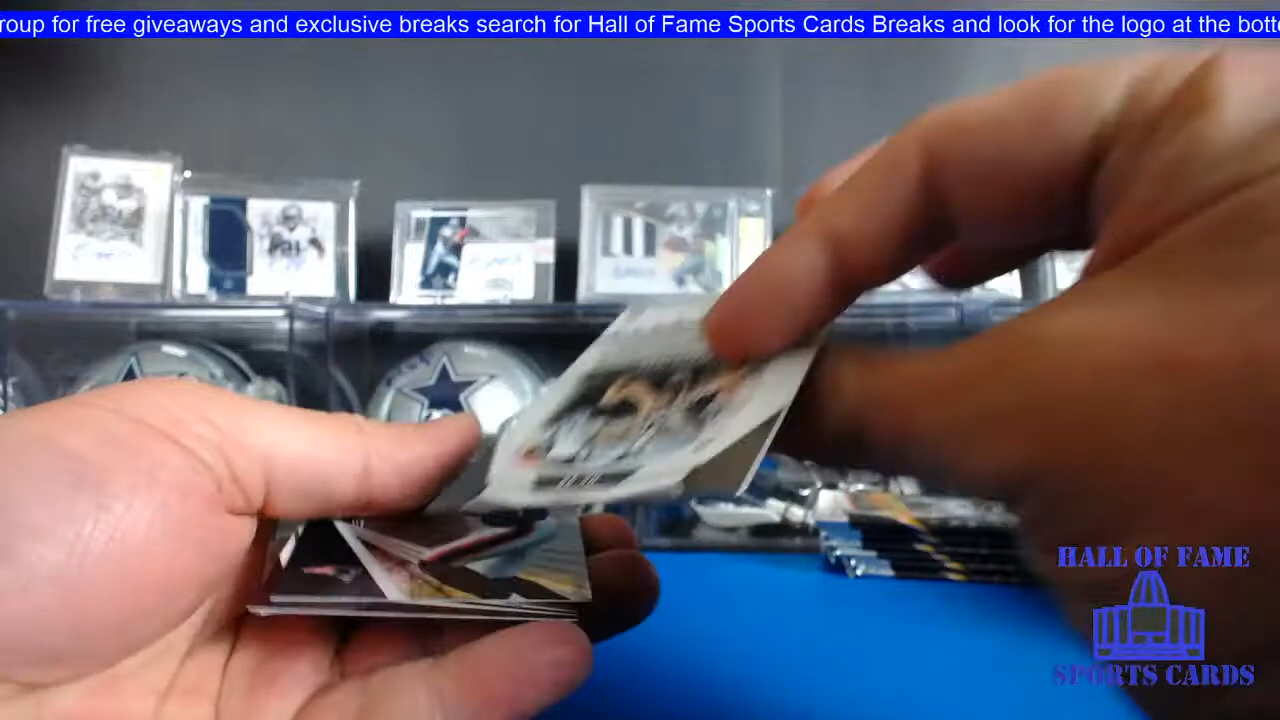 roup for free giveaways and exclusive breaks search for Hall of Fame Sports Cards Breaks and look for the logo at the bott
HALL OF FAME
SPORTS CARDS